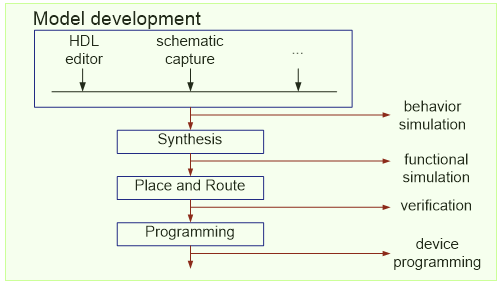 Model development
HDL
editor
schematic
capture
...
behavior
simulation
Synthesis
functional
simulation
Place and Route
verification
Programming
device
programming